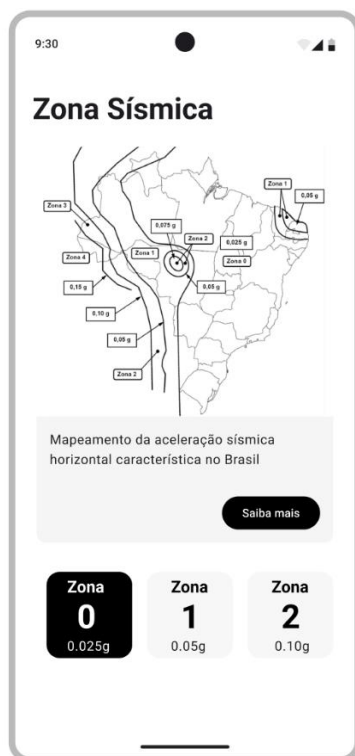 9:30
Zona Sísmica
Zona 1
0,05 g
Zona 3
0,075 g
Zona 2
0,025 g
Zona 4
Zona 1
Zona 0
0,15 g
0,05 g
0,10 g
0,05 g
Zona 2
Mapeamento da aceleração sísmica
horizontal característica no Brasil
Saiba mais
Zona
0
0.025g
Zona
1
0.05g
Zona
2
0.10g